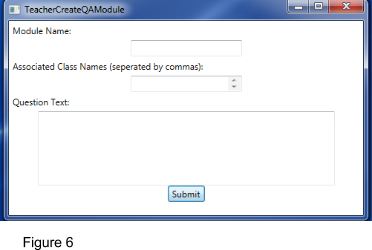 TeacherCreateQAModule
Module Name:
Associated Class Names (seperated by commas):
Question Text:
Submit
Figure 6